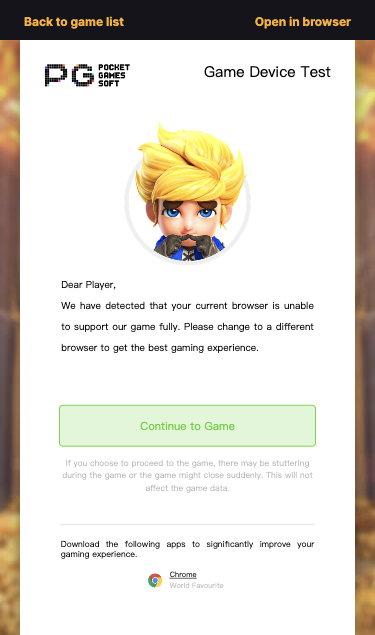 Back to game list
Open in browser
PG POCKET GAMES SOFT
Game Device Test
Dear Player,
We have detected that your current browser is unable
to support our game fully. Please change to a different
browser to get the best gaming experience.
Continue to Game
If you choose to proceed to the game, there may be stuttering
during the game or the game might close suddenly. This will not
affect the game data.
Download the following apps to significantly improve your
gaming experience.
Chrome
World Favourite